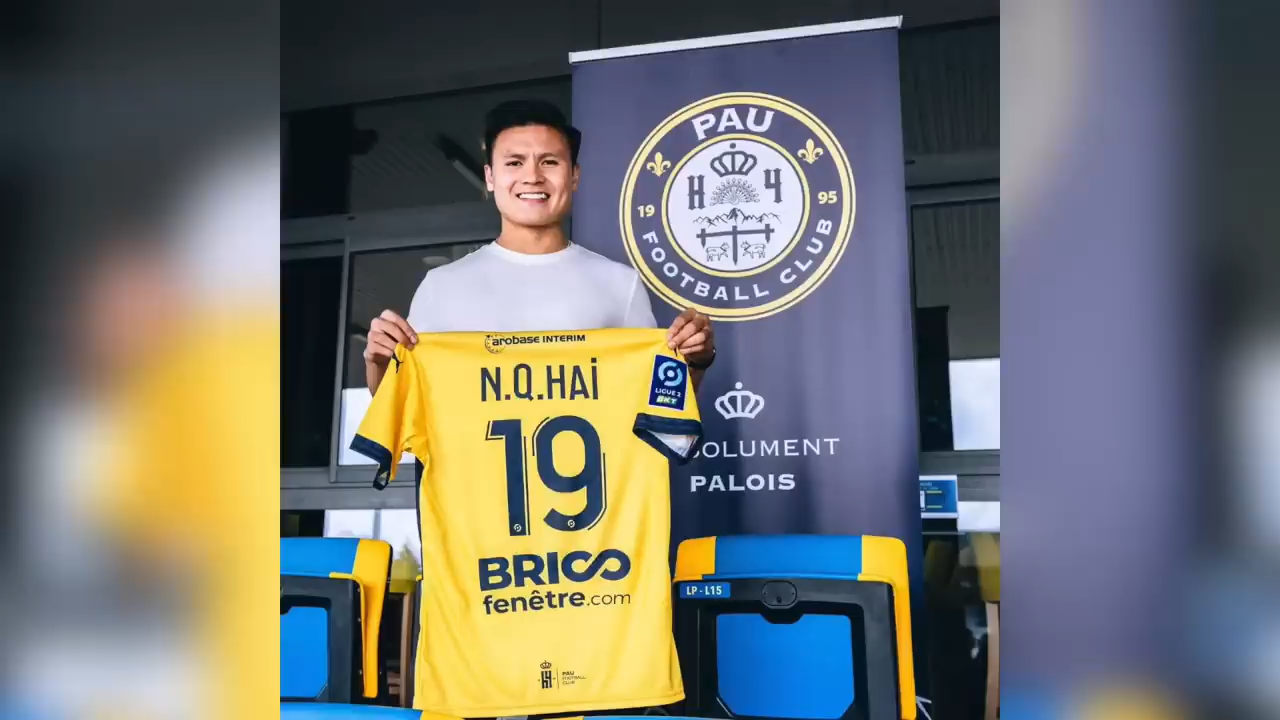 PAU
H 4
19 95
FOOTBALL CLUB
arobase INTERIM
N.Q.HAİ
LIGUE 2
BKT
19
OLUMENT
PALOIS
BRICO
fenêtre.com
LP - L15
PAU
FOOTBALL
CLUB